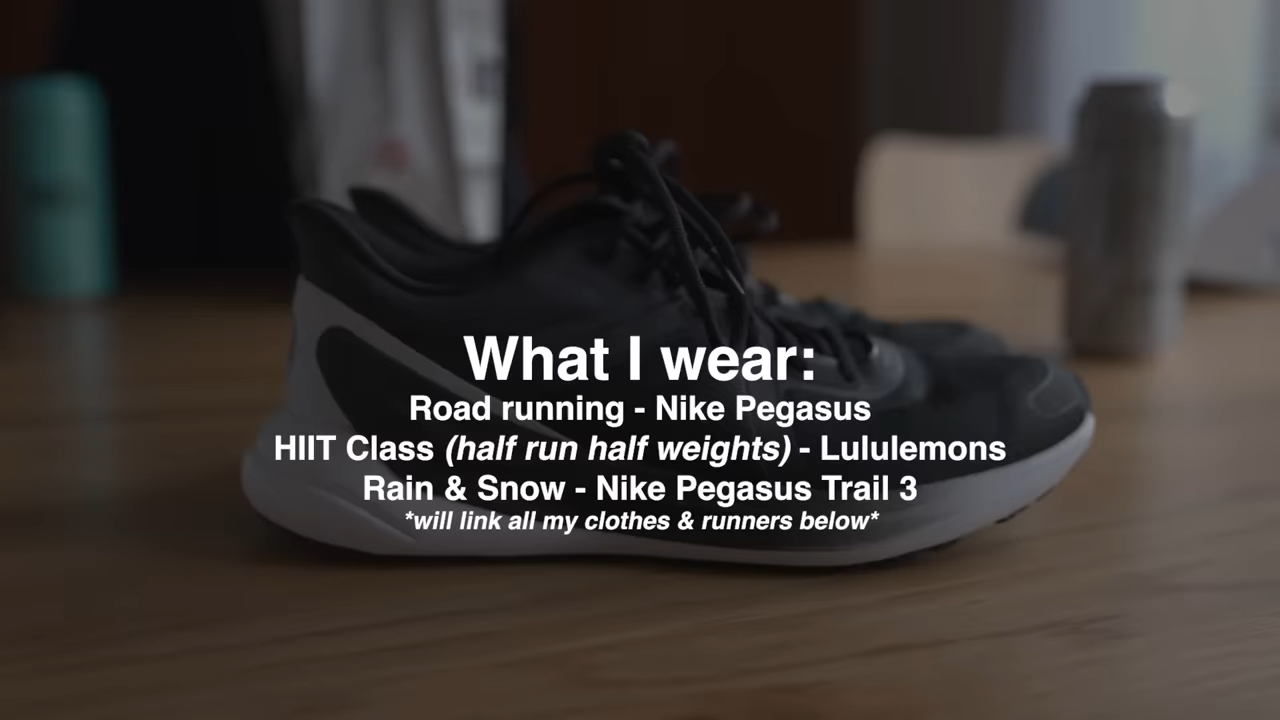 What I wear:
Road running - Nike Pegasus
HIIT Class (half run half weights) - Lululemons
Rain & Snow - Nike Pegasus Trail 3
*will link all my clothes & runners below*